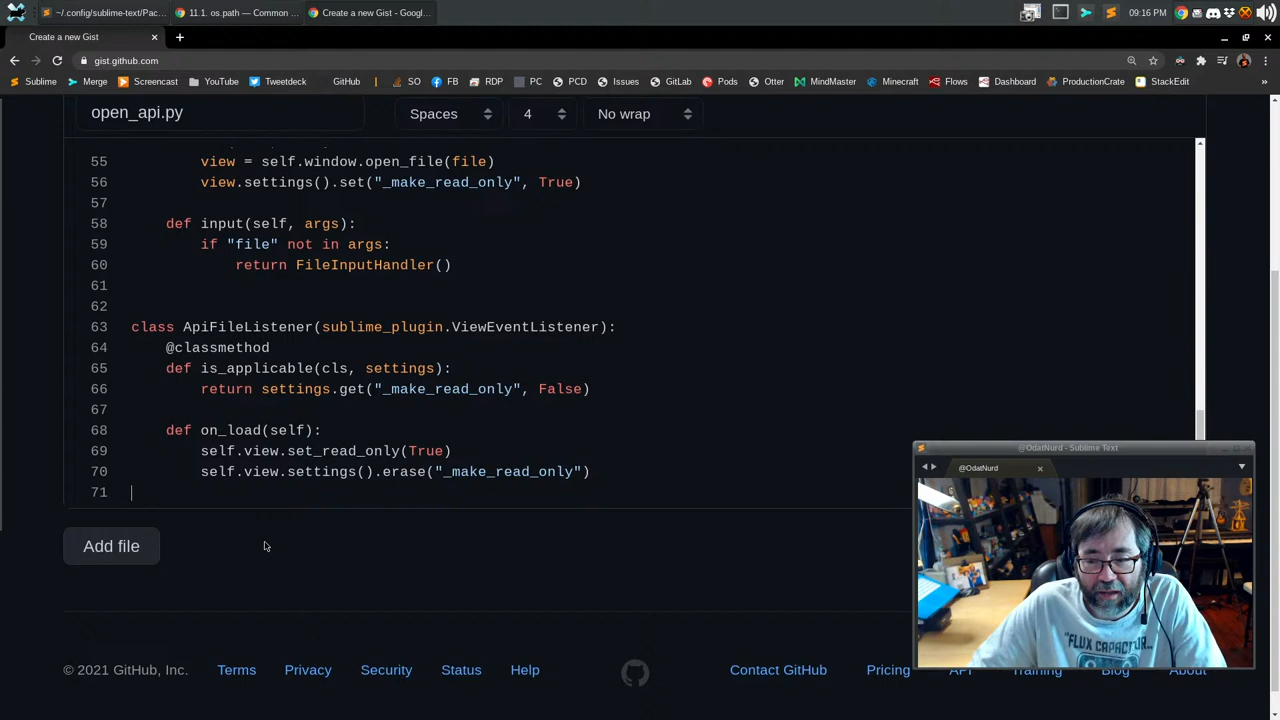 ~/.config/sublime-text/Pac...
11.1. os.path — Common ...
Create a new Gist - Googl...
09:16 PM
Create a new Gist
gist.github.com
Sublime
Merge
Screencast
YouTube
Tweetdeck
GitHub
SO
FB
RDP
PC
PCD
Issues
GitLab
Pods
Otter
MindMaster
Minecraft
Flows
Dashboard
ProductionCrate
StackEdit
»
open_api.py
Spaces
4
No wrap
55 view = self.window.open_file(file)
56 view.settings().set("_make_read_only", True)
57
58 def input(self, args):
59 if "file" not in args:
60 return FileInputHandler()
61
62
63 class ApiFileListener(sublime_plugin.ViewEventListener):
64 @classmethod
65 def is_applicable(cls, settings):
66 return settings.get("_make_read_only", False)
67
68 def on_load(self):
69 self.view.set_read_only(True)
70 self.view.settings().erase("_make_read_only")
71
@OdatNurd - Sublime Text
@OdatNurd
"FLUX CAPACITOR..
Add file
© 2021 GitHub, Inc.
Terms
Privacy
Security
Status
Help
Contact GitHub
Pricing
API
Training
Blog
About